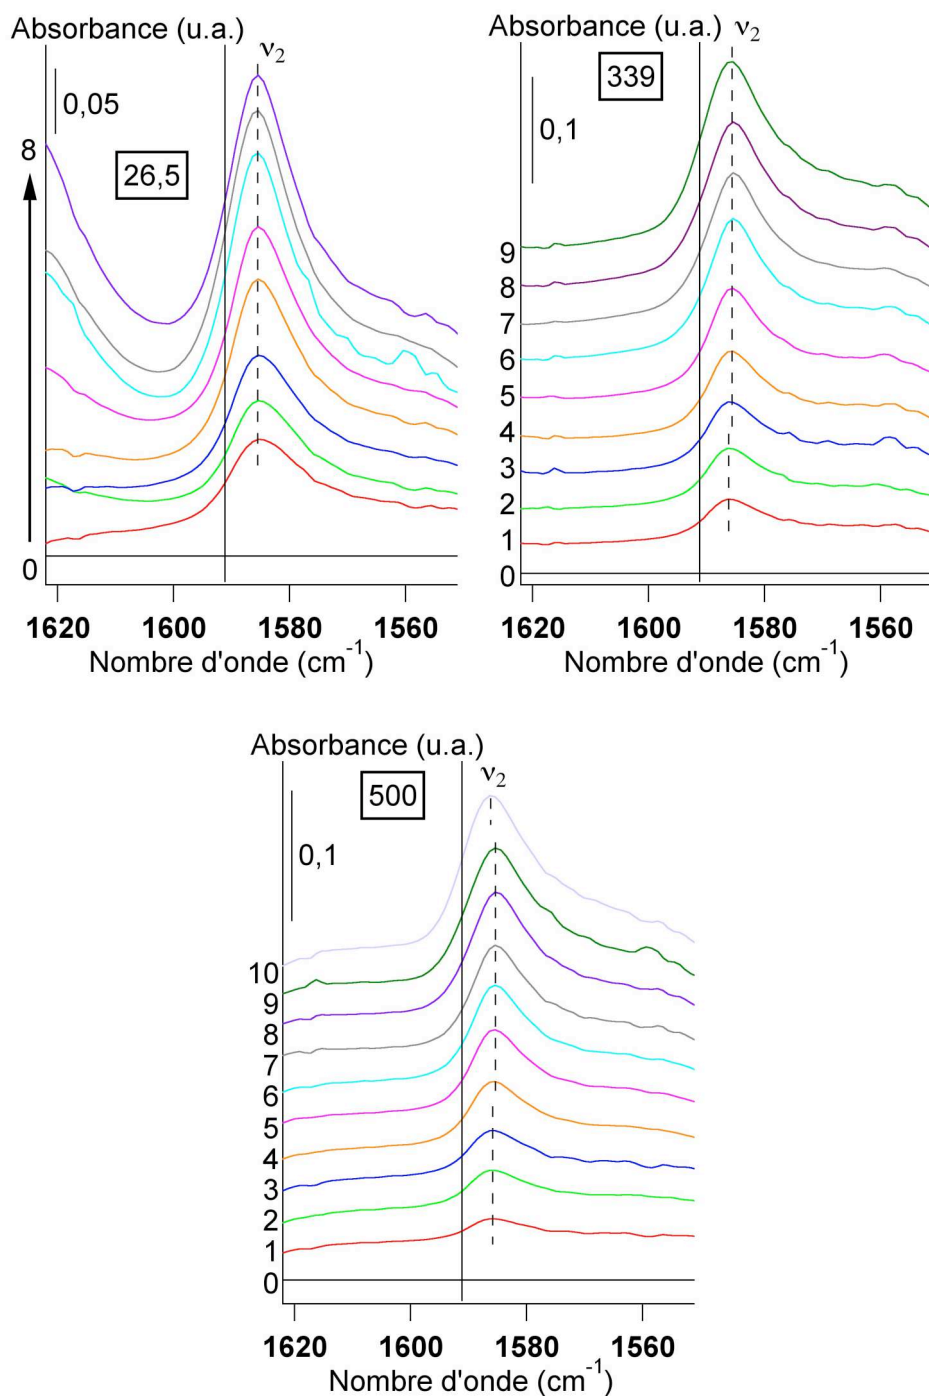 Absorbance (u.a.)
ν2
0,05
8
26,5
0
1620 1600 1580 1560
Nombre d'onde (cm-1)
Absorbance (u.a.)
ν2
339
0,1
9
8
7
6
5
4
3
2
1
0
1620 1600 1580 1560
Nombre d'onde (cm-1)
Absorbance (u.a.)
ν2
500
0,1
10
9
8
7
6
5
4
3
2
1
0
1620 1600 1580 1560
Nombre d'onde (cm-1)